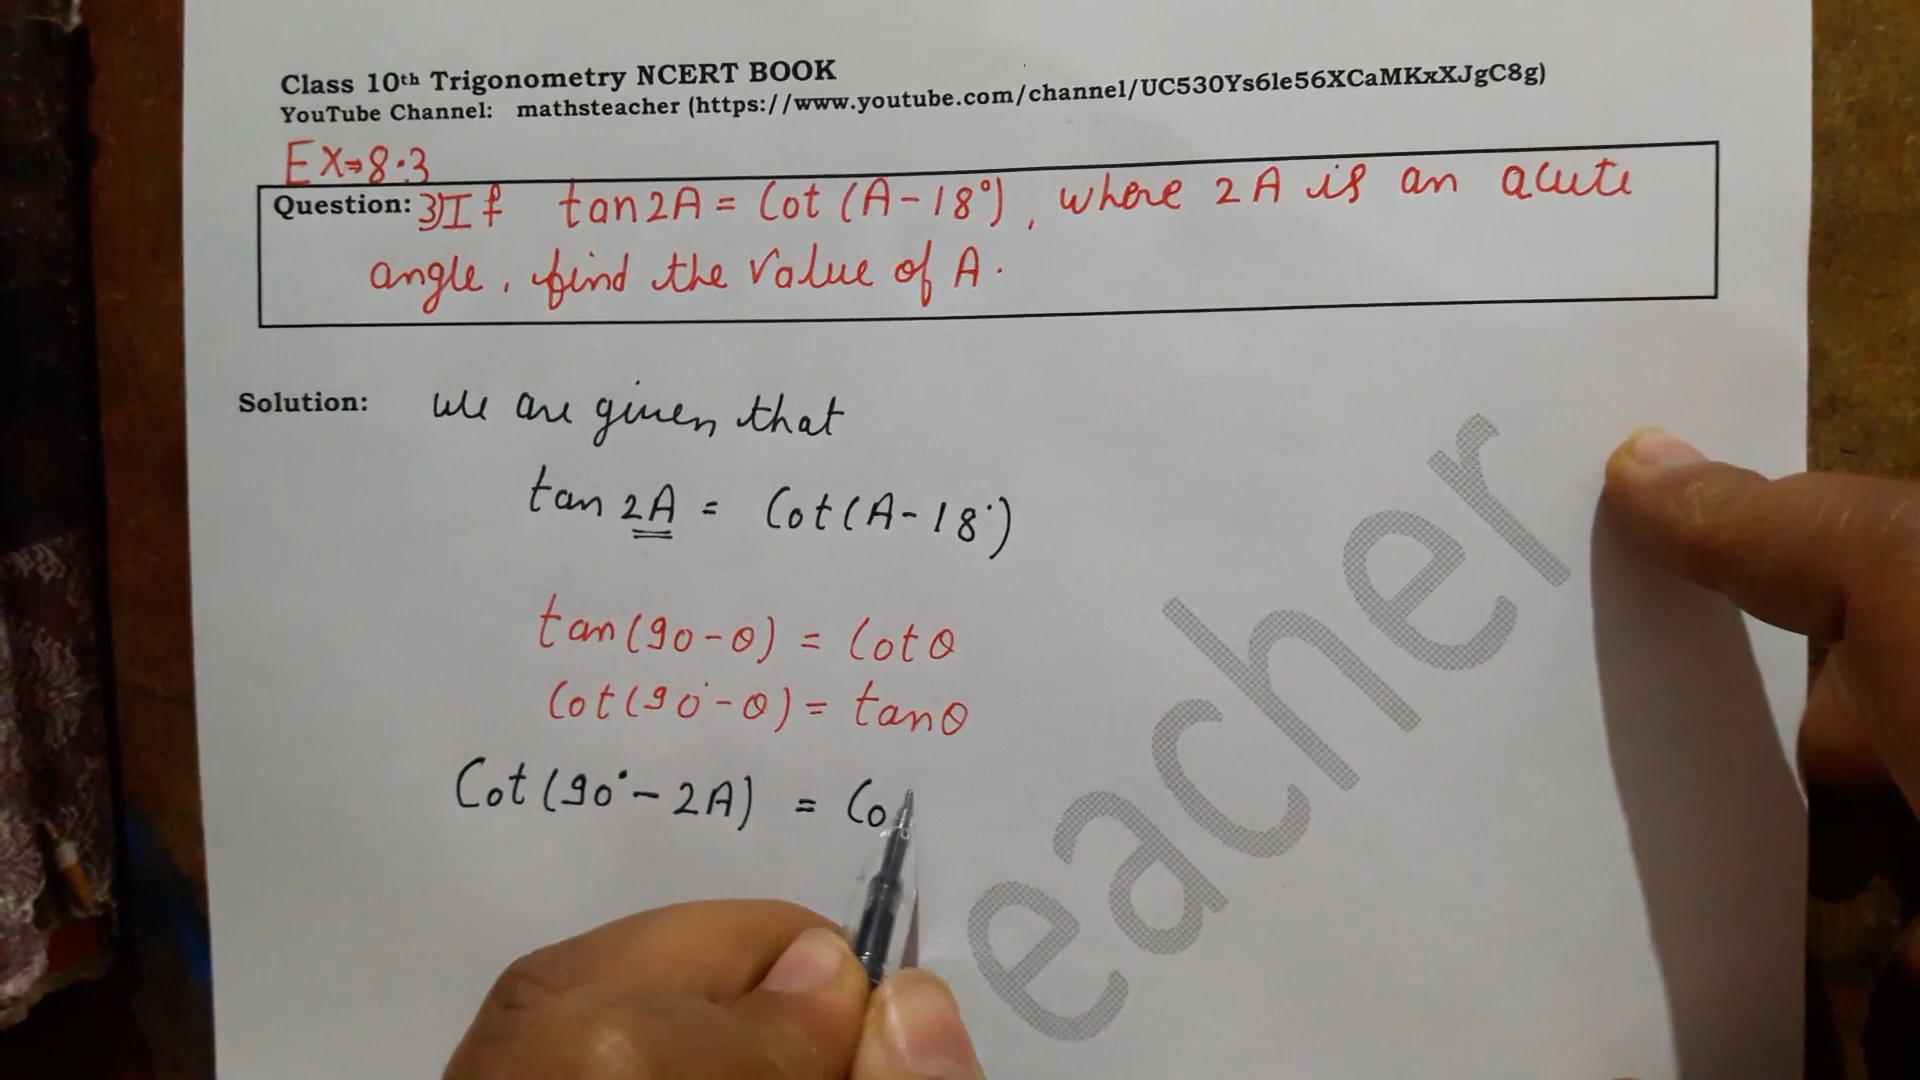 Class 10th Trigonometry NCERT BOOK
YouTube Channel: mathsteacher (https://www.youtube.com/channel/UC530Ys6le56XCaMKxXJgC8g)
EX⇒8.3
Question: 3) If tan2A = Cot (A-18°), where 2A is an acute
angle, find the value of A.
Solution: we are given that
tan 2A = Cot(A-18°)
tan(90-θ) = Cotθ
Cot(90°-θ) = tanθ
Cot(90°-2A) = Co
eacher